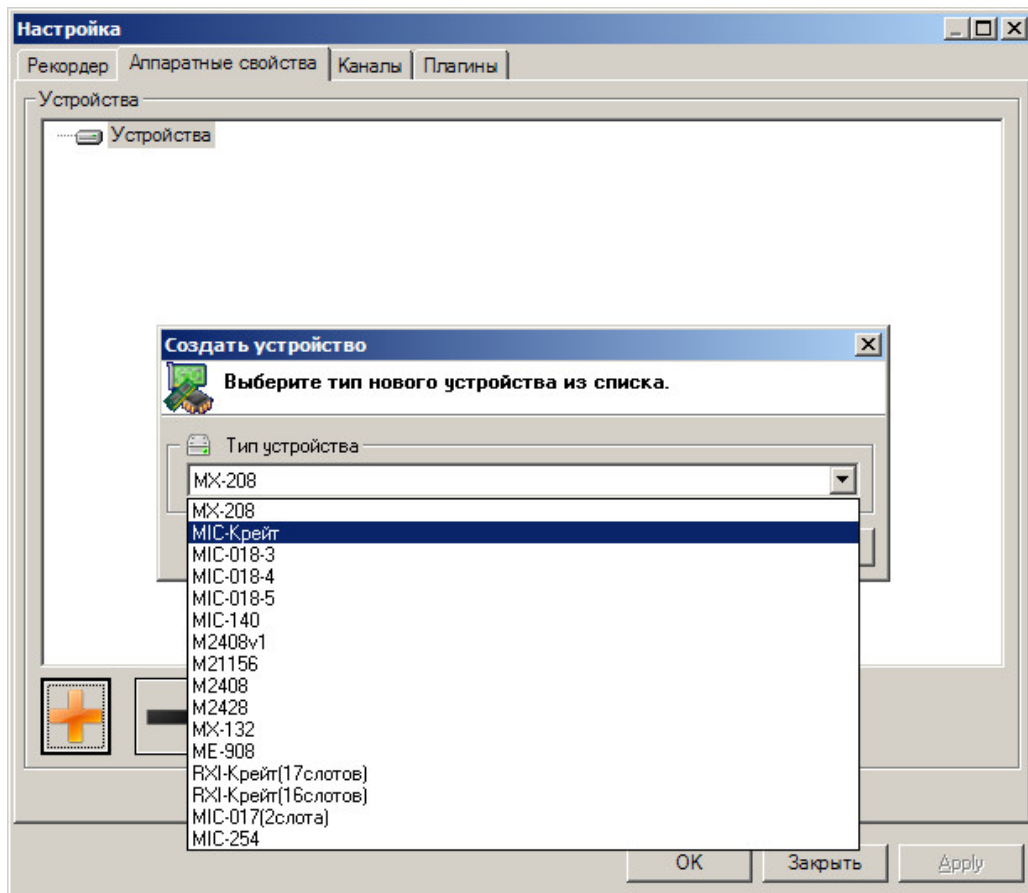 Настройка
Рекордер Аппаратные свойства Каналы Плагины
Устройства
Устройства
Создать устройство
Выберите тип нового устройства из списка.
Тип устройства
MX-208
MX-208
MIC-Крейт
MIC-018-3
MIC-018-4
MIC-018-5
MIC-140
M2408v1
M21156
M2408
M2428
MX-132
ME-908
RXI-Крейт(17слотов)
RXI-Крейт(16слотов)
MIC-017(2слота)
MIC-254
OK Закрыть Apply